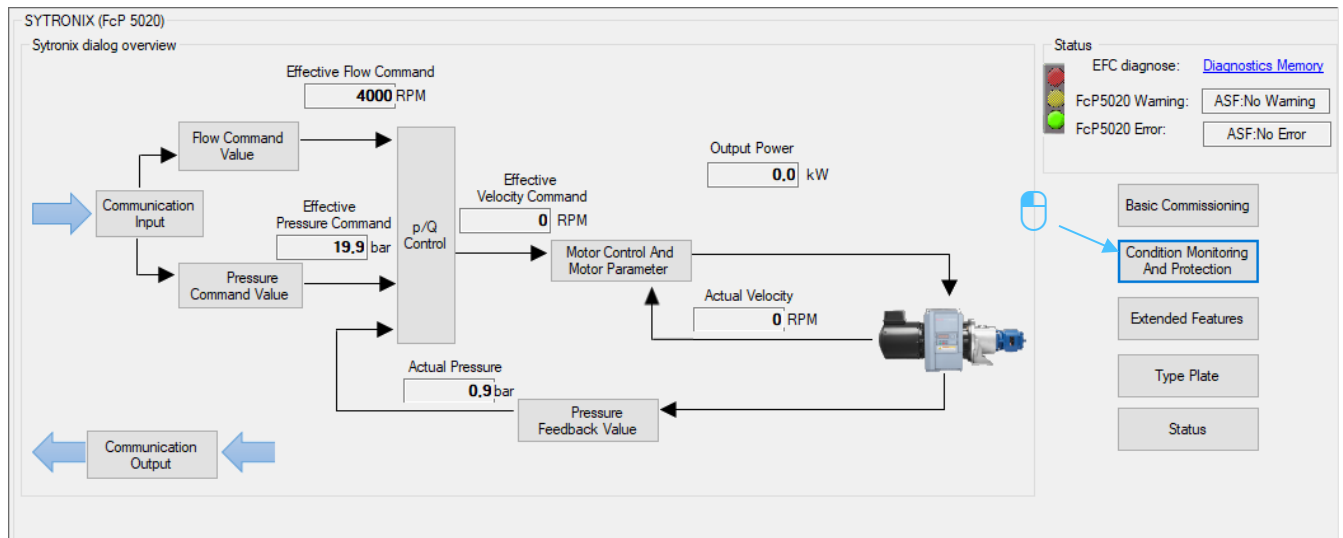 SYTRONIX (FcP 5020)
Sytronix dialog overview
Effective Flow Command
4000 RPM
Flow Command
Value
Communication
Input
Effective
Pressure Command
19,9 bar
Pressure
Command Value
p/Q
Control
Effective
Velocity Command
0 RPM
Output Power
0,0 kW
Motor Control And
Motor Parameter
Actual Velocity
0 RPM
Actual Pressure
0,9 bar
Pressure
Feedback Value
Communication
Output
Status
EFC diagnose: Diagnostics Memory
FcP5020 Warning: ASF:No Warning
FcP5020 Error: ASF:No Error
Basic Commissioning
Condition Monitoring
And Protection
Extended Features
Type Plate
Status